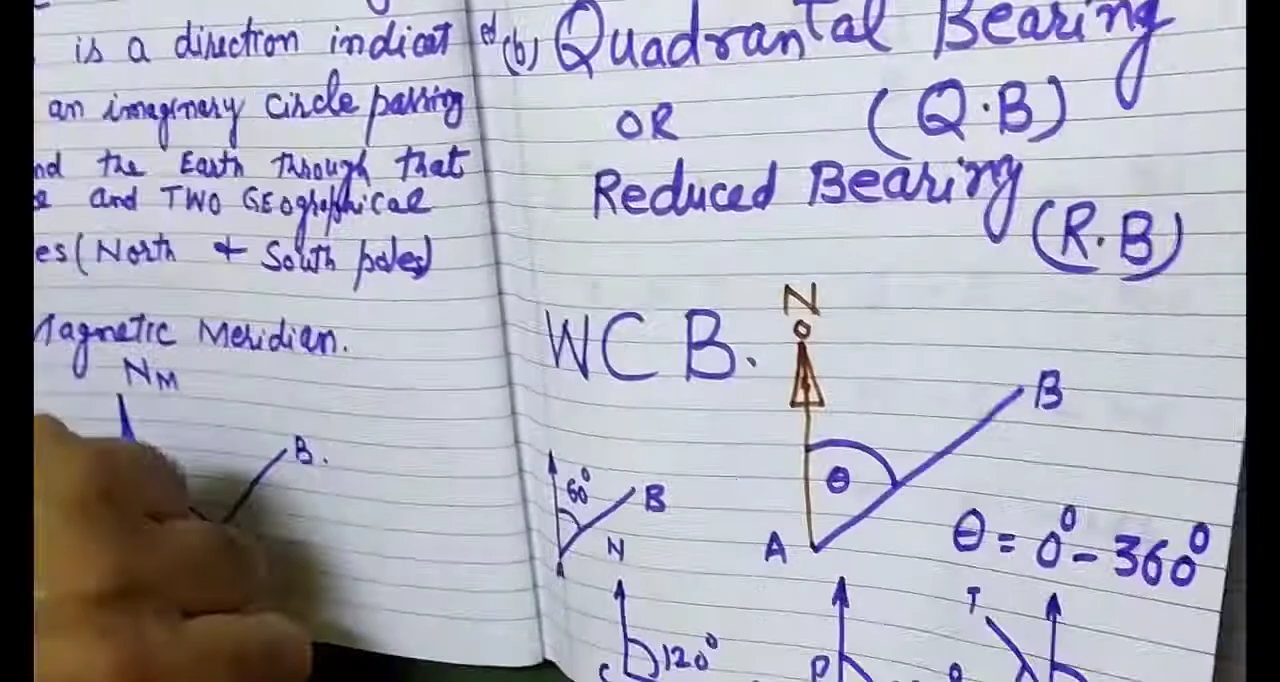 is a direction indicat
an imaginary circle passing
nd the Earth through that
e and TWO GEographical
es (North + South poles)
Magnetic Meridian.
NM
B.
ed
(b) Quadrantal Bearing
(Q.B)
OR
Reduced Bearing
(R.B)
WCB.
N
B
θ
A
θ = 0° - 360°
60°
B
N
120°
P
T